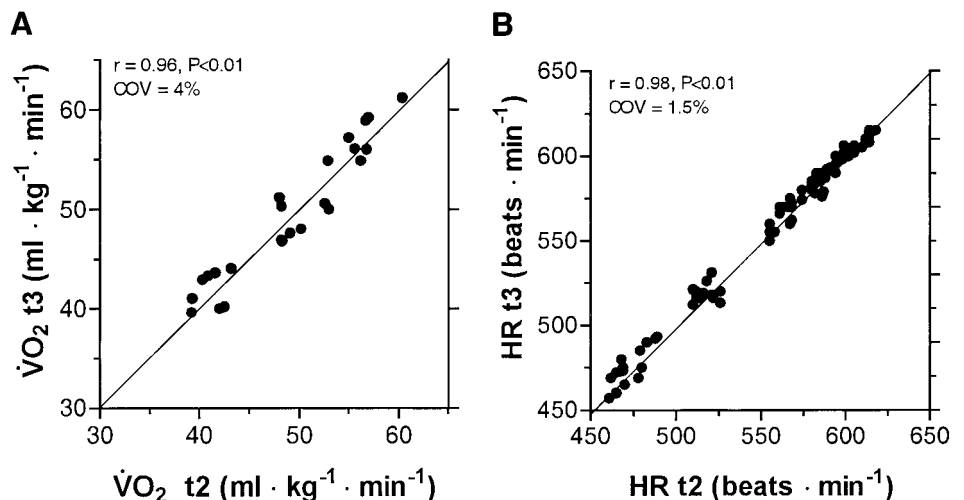 A
r = 0.96, P<0.01
COV = 4%
V̇O₂ t3 (ml · kg⁻¹ · min⁻¹)
60
50
40
30
30 40 50 60
V̇O₂ t2 (ml · kg⁻¹ · min⁻¹)
B
r = 0.98, P<0.01
COV = 1.5%
HR t3 (beats · min⁻¹)
650
600
550
500
450
450 500 550 600 650
HR t2 (beats · min⁻¹)